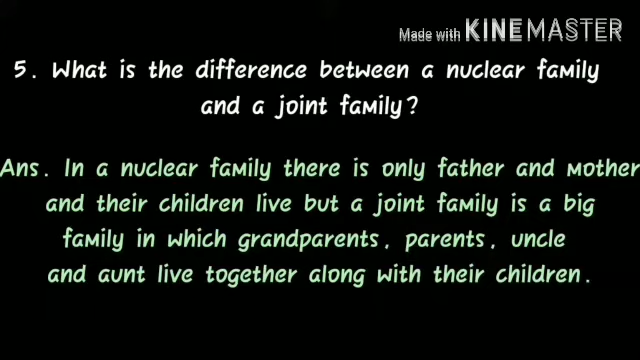 Made with KINEMASTER
5. What is the difference between a nuclear family
and a joint family?
Ans. In a nuclear family there is only father and mother
and their children live but a joint family is a big
family in which grandparents, parents, uncle
and aunt live together along with their children.